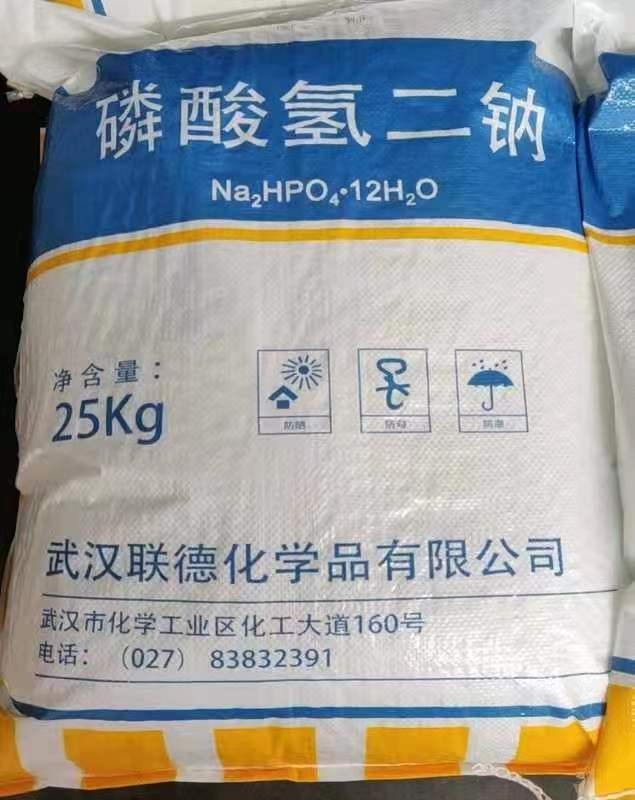 磷酸氢二钠
Na₂HPO₄·12H₂O
净含量：
25Kg
防晒
防潮
武汉联德化学品有限公司
武汉市化学工业区化工大道160号
电话：（027）83832391